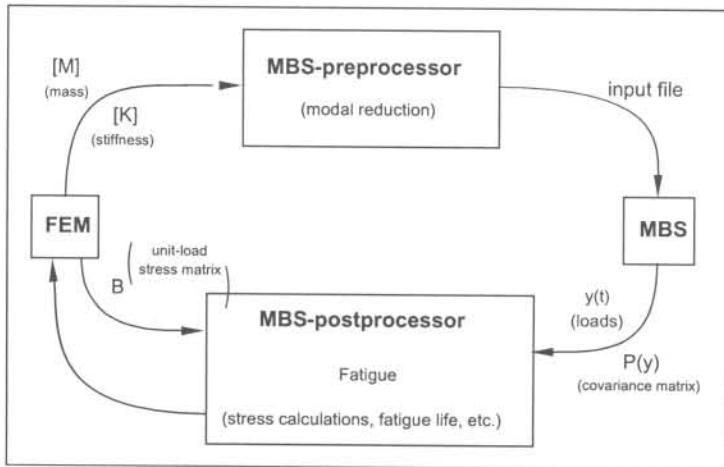 [M]
(mass)
[K]
(stiffness)
MBS-preprocessor
(modal reduction)
input file
FEM
MBS
B
unit-load
stress matrix
MBS-postprocessor
Fatigue
(stress calculations, fatigue life, etc.)
y(t)
(loads)
P(y)
(covariance matrix)